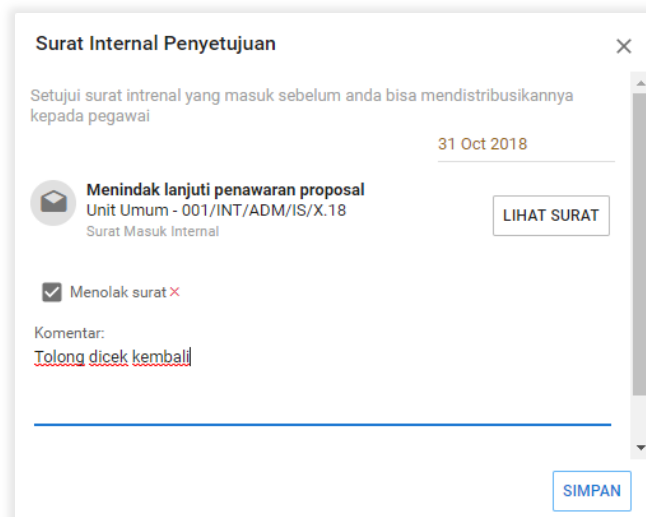 Surat Internal Penyetujuan
Setujui surat intrenal yang masuk sebelum anda bisa mendistribusikannya
kepada pegawai
31 Oct 2018
Menindak lanjuti penawaran proposal
Unit Umum - 001/INT/ADM/IS/X.18
Surat Masuk Internal
LIHAT SURAT
Menolak surat
Komentar:
Tolong dicek kembali
SIMPAN